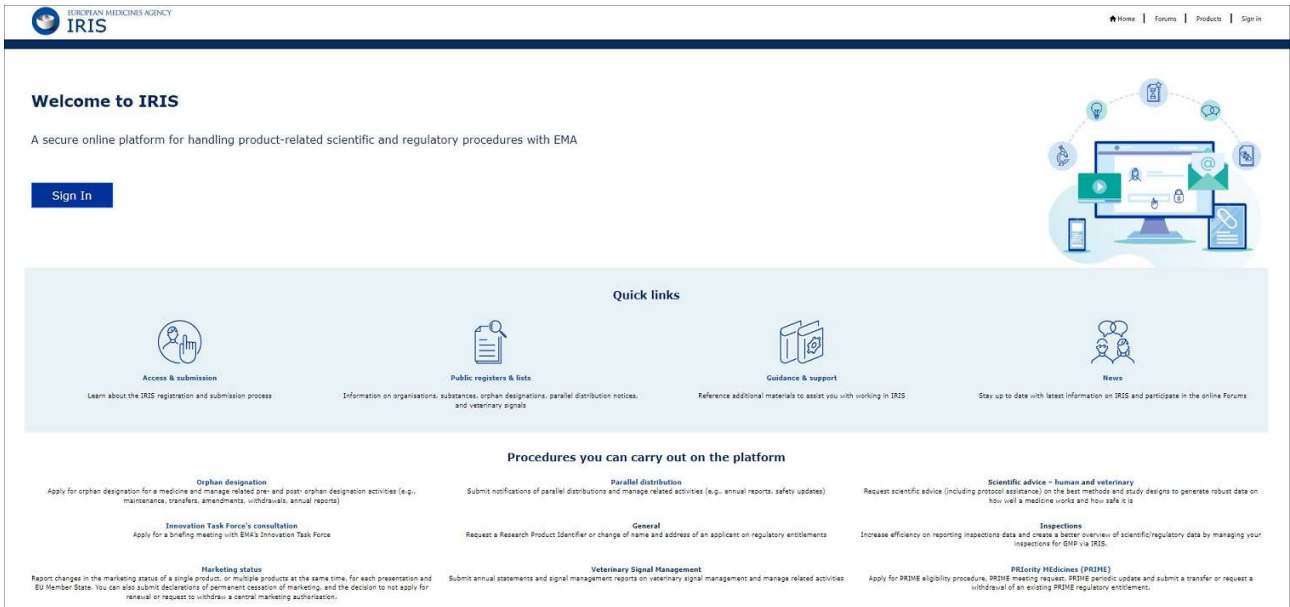 EUROPEAN MEDICINES AGENCY
IRIS
Home | Forums | Products | Sign in
Welcome to IRIS
A secure online platform for handling product-related scientific and regulatory procedures with EMA
Sign In
Quick links
Access & submission
Learn about the IRIS registration and submission process
Public registers & lists
Information on organisations, substances, orphan designations, parallel distribution notices,
and veterinary signals
Guidance & support
Reference additional materials to assist you with working in IRIS
News
Stay up to date with latest information on IRIS and participate in the online Forums
Procedures you can carry out on the platform
Orphan designation
Apply for orphan designation for a medicine and manage related pre- and post- orphan designation activities (e.g.,
maintenance, transfers, amendments, withdrawals, annual reports)
Parallel distribution
Submit notifications of parallel distributions and manage related activities (e.g., annual reports, safety updates)
Scientific advice – human and veterinary
Request scientific advice (including protocol assistance) on the best methods and study designs to generate robust data on
how well a medicine works and how safe it is
Innovation Task Force's consultation
Apply for a briefing meeting with EMA's Innovation Task Force
General
Request a Research Product Identifier or change of name and address of an applicant on regulatory entitlements
Inspections
Increase efficiency on reporting inspections data and create a better overview of scientific/regulatory data by managing your
inspections for GMP via IRIS.
Marketing status
Report changes in the marketing status of a single product, or multiple products at the same time, for each presentation and
EU Member State. You can also submit declarations of permanent cessation of marketing, and the decision to not apply for
renewal or request to withdraw a central marketing authorisation.
Veterinary Signal Management
Submit annual statements and signal management reports on veterinary signal management and manage related activities
PRIority MEdicines (PRIME)
Apply for PRIME eligibility procedure, PRIME meeting request, PRIME periodic update and submit a transfer or request a
withdrawal of an existing PRIME regulatory entitlement.